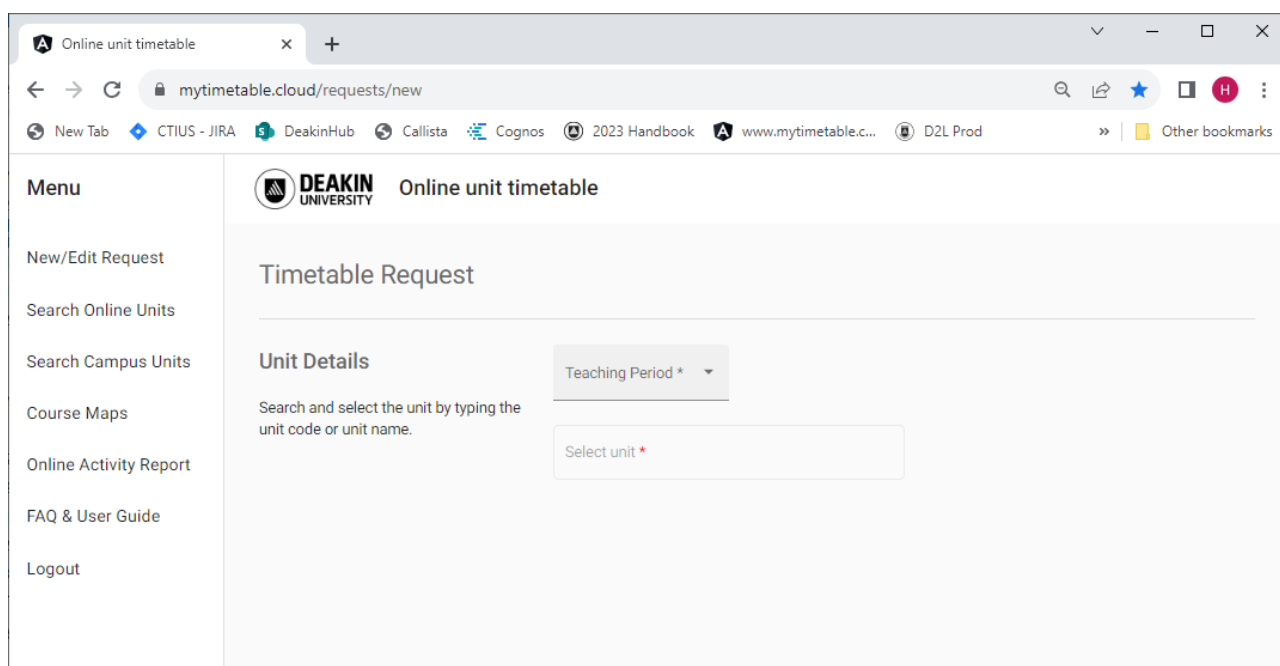 Online unit timetable
mytimetable.cloud/requests/new
H
New Tab CTIUS - JIRA DeakinHub Callista Cognos 2023 Handbook www.mytimetable.c... D2L Prod » Other bookmarks
Menu
DEAKIN
UNIVERSITY
Online unit timetable
New/Edit Request
Search Online Units
Search Campus Units
Course Maps
Online Activity Report
FAQ & User Guide
Logout
Timetable Request
Unit Details
Search and select the unit by typing the
unit code or unit name.
Teaching Period *
Select unit *